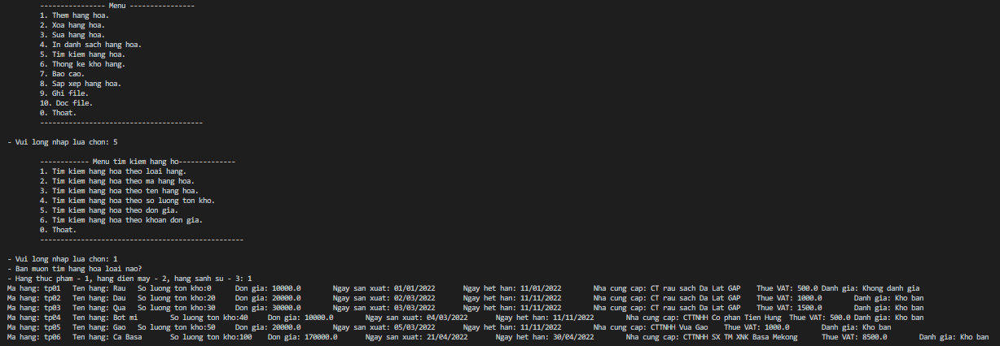 ---------------- Menu ----------------
1. Them hang hoa.
2. Xoa hang hoa.
3. Sua hang hoa.
4. In danh sach hang hoa.
5. Tim kiem hang hoa.
6. Thong ke kho hang.
7. Bao cao.
8. Sap xep hang hoa.
9. Ghi file.
10. Doc file.
0. Thoat.
----------------------------------------
- Vui long nhap lua chon: 5
------------ Menu tim kiem hang ho--------------
1. Tim kiem hang hoa theo loai hang.
2. Tim kiem hang hoa theo ma hang hoa.
3. Tim kiem hang hoa theo ten hang hoa.
4. Tim kiem hang hoa theo so luong ton kho.
5. Tim kiem hang hoa theo don gia.
6. Tim kiem hang hoa theo khoan don gia.
0. Thoat.
--------------------------------------------------
- Vui long nhap lua chon: 1
- Ban muon tim hang hoa loai nao?
- Hang thuc pham - 1, hang dien may - 2, hang sanh su - 3: 1
Ma hang: tp01 Ten hang: Rau So luong ton kho:0 Don gia: 10000.0 Ngay san xuat: 01/01/2022 Ngay het han: 11/01/2022 Nha cung cap: CT rau sach Da Lat GAP Thue VAT: 500.0 Danh gia: Khong danh gia
Ma hang: tp02 Ten hang: Dau So luong ton kho:20 Don gia: 20000.0 Ngay san xuat: 02/03/2022 Ngay het han: 11/11/2022 Nha cung cap: CT rau sach Da Lat GAP Thue VAT: 1000.0 Danh gia: Kho ban
Ma hang: tp03 Ten hang: Qua So luong ton kho:30 Don gia: 30000.0 Ngay san xuat: 03/03/2022 Ngay het han: 11/11/2022 Nha cung cap: CT rau sach Da Lat GAP Thue VAT: 1500.0 Danh gia: Kho ban
Ma hang: tp04 Ten hang: Bot mi So luong ton kho:40 Don gia: 10000.0 Ngay san xuat: 04/03/2022 Ngay het han: 11/11/2022 Nha cung cap: CTTNHH Co phan Tien Hung Thue VAT: 500.0 Danh gia: Kho ban
Ma hang: tp05 Ten hang: Gao So luong ton kho:50 Don gia: 20000.0 Ngay san xuat: 05/03/2022 Ngay het han: 11/11/2022 Nha cung cap: CTTNHH Vua Gao Thue VAT: 1000.0 Danh gia: Kho ban
Ma hang: tp06 Ten hang: Ca Basa So luong ton kho:100 Don gia: 170000.0 Ngay san xuat: 21/04/2022 Ngay het han: 30/04/2022 Nha cung cap: CTTNHH SX TM XNK Basa Mekong Thue VAT: 8500.0 Danh gia: Kho ban